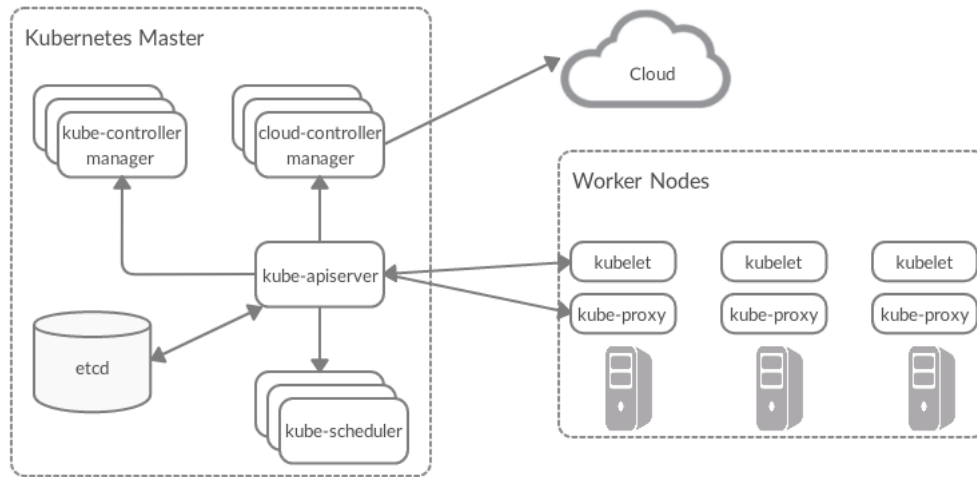 Kubernetes Master
kube-controller
manager
cloud-controller
manager
Cloud
kube-apiserver
etcd
kube-scheduler
Worker Nodes
kubelet
kubelet
kubelet
kube-proxy
kube-proxy
kube-proxy